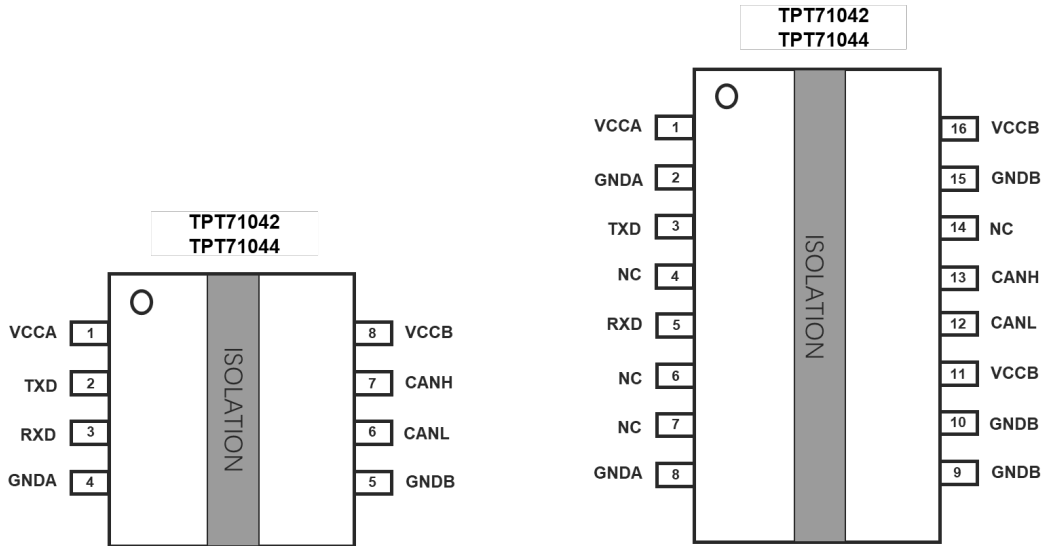 TPT71042
TPT71044
VCCA 1
8 VCCB
TXD 2
7 CANH
RXD 3
6 CANL
GNDA 4
5 GNDB
ISOLATION
TPT71042
TPT71044
VCCA 1
16 VCCB
GNDA 2
15 GNDB
TXD 3
14 NC
NC 4
13 CANH
RXD 5
12 CANL
NC 6
11 VCCB
NC 7
10 GNDB
GNDA 8
9 GNDB
ISOLATION